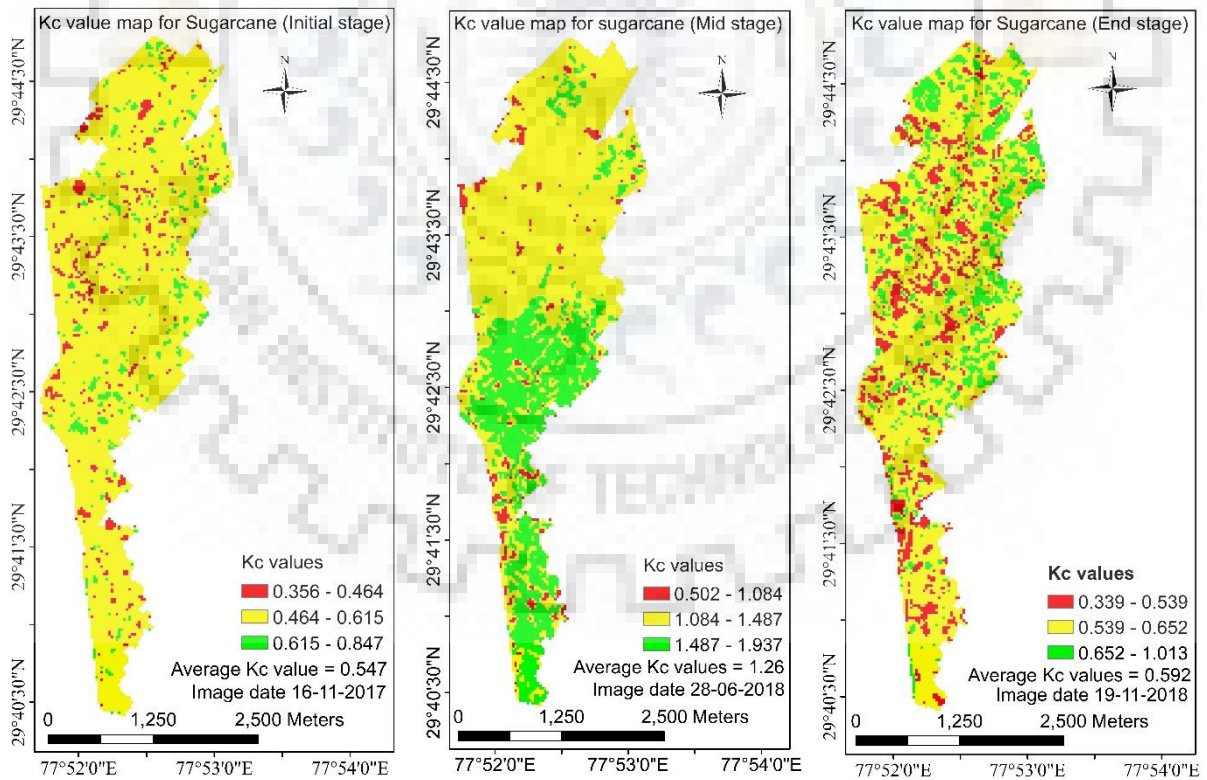 Kc value map for Sugarcane (Initial stage)
N
29°44'30"N
29°43'30"N
29°42'30"N
29°41'30"N
29°40'30"N
Kc values
0.356 - 0.464
0.464 - 0.615
0.615 - 0.847
Average Kc value = 0.547
Image date 16-11-2017
0 1,250 2,500 Meters
77°52'0"E 77°53'0"E 77°54'0"E
Kc value map for sugarcane (Mid stage)
N
29°44'30"N
29°43'30"N
29°42'30"N
29°41'30"N
29°40'30"N
Kc values
0.502 - 1.084
1.084 - 1.487
1.487 - 1.937
Average Kc values = 1.26
Image date 28-06-2018
0 1,250 2,500 Meters
77°52'0"E 77°53'0"E 77°54'0"E
Kc value map for Sugarcane (End stage)
N
29°44'30"N
29°43'30"N
29°42'30"N
29°41'30"N
29°40'30"N
Kc values
0.339 - 0.539
0.539 - 0.652
0.652 - 1.013
Average Kc value = 0.592
Image date 19-11-2018
0 1,250 2,500 Meters
77°52'0"E 77°53'0"E 77°54'0"E